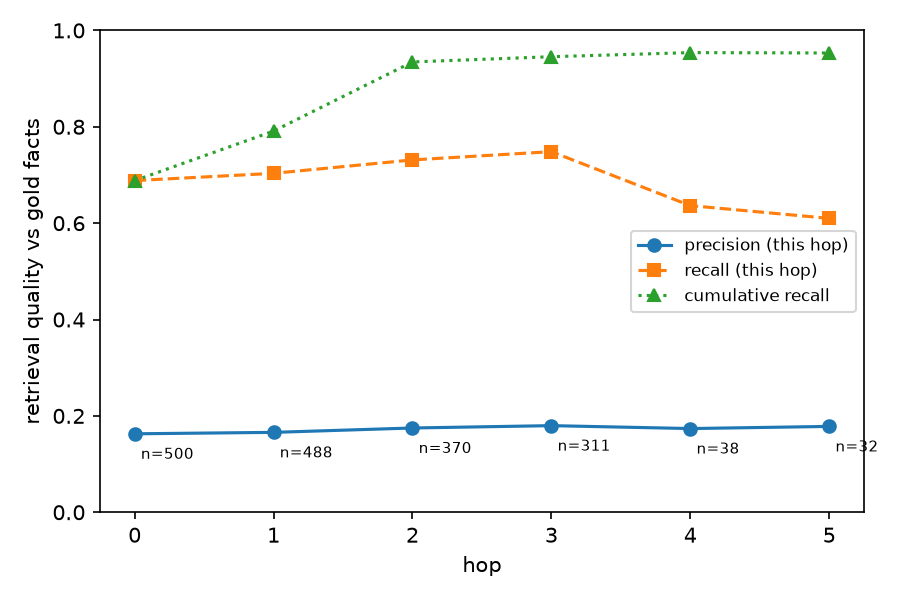 1.0
0.8
0.6
0.4
0.2
0.0
retrieval quality vs gold facts
precision (this hop)
recall (this hop)
cumulative recall
n=500
n=488
n=370
n=311
n=38
n=32
0 1 2 3 4 5
hop